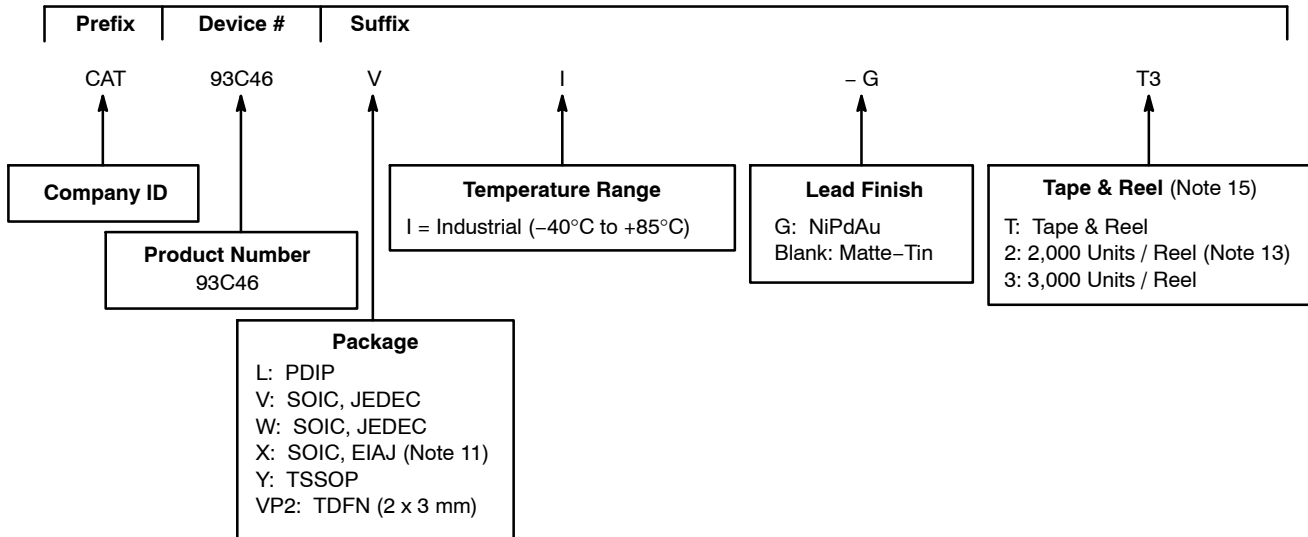 Prefix Device # Suffix
CAT 93C46 V I – G T3
Company ID
Product Number
93C46
Package
L: PDIP
V: SOIC, JEDEC
W: SOIC, JEDEC
X: SOIC, EIAJ (Note 11)
Y: TSSOP
VP2: TDFN (2 x 3 mm)
Temperature Range
I = Industrial (−40°C to +85°C)
Lead Finish
G: NiPdAu
Blank: Matte−Tin
Tape & Reel (Note 15)
T: Tape & Reel
2: 2,000 Units / Reel (Note 13)
3: 3,000 Units / Reel